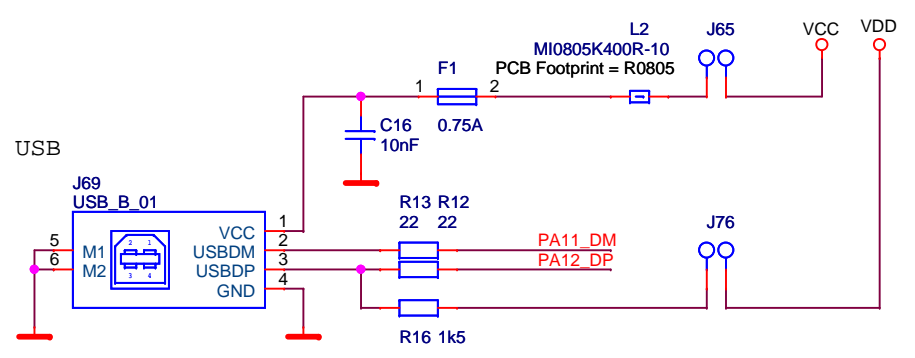 L2
J65
VCC
VDD
MI0805K400R-10
PCB Footprint = R0805
F1
1
2
C16
10nF
0.75A
USB
J69
USB_B_01
R13 R12
22 22
J76
VCC
1
5
M1
USBDM
2
PA11_DM
6
M2
USBDP
3
PA12_DP
GND
4
2 1
3 4
R16 1k5